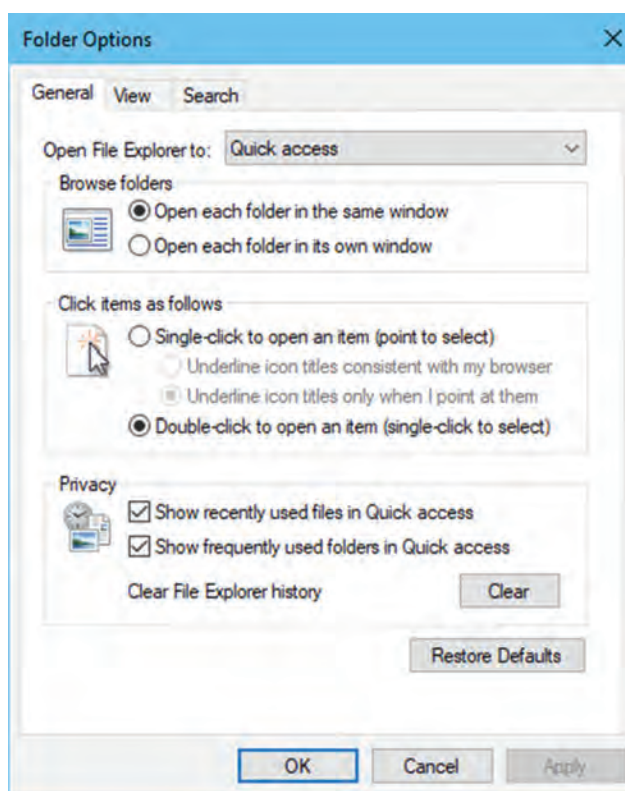 Folder Options
General View Search
Open File Explorer to: Quick access
Browse folders
Open each folder in the same window
Open each folder in its own window
Click items as follows
Single-click to open an item (point to select)
Underline icon titles consistent with my browser
Underline icon titles only when I point at them
Double-click to open an item (single-click to select)
Privacy
Show recently used files in Quick access
Show frequently used folders in Quick access
Clear File Explorer history Clear
Restore Defaults
OK Cancel Apply